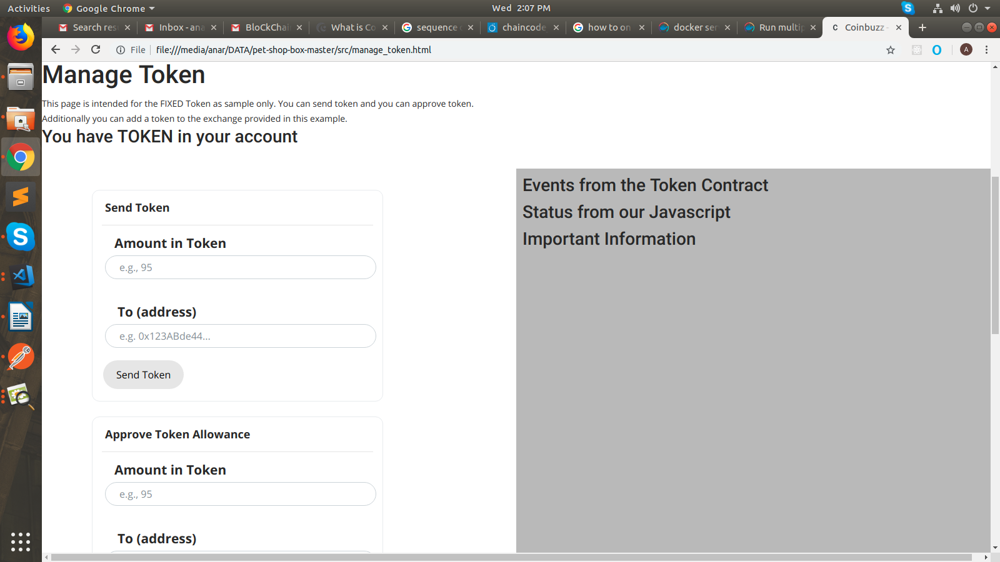 Activities
Google Chrome
Wed 2:07 PM
Search res
Inbox - ana
BloCkChai
What is Co
sequence
chaincode
how to on
docker ser
Run multip
Coinbuzz -
File
file:///media/anar/DATA/pet-shop-box-master/src/manage_token.html
A
Manage Token
This page is intended for the FIXED Token as sample only. You can send token and you can approve token.
Additionally you can add a token to the exchange provided in this example.
You have TOKEN in your account
Send Token
Amount in Token
e.g., 95
To (address)
e.g. 0x123ABde44...
Send Token
Approve Token Allowance
Amount in Token
e.g., 95
To (address)
Events from the Token Contract
Status from our Javascript
Important Information